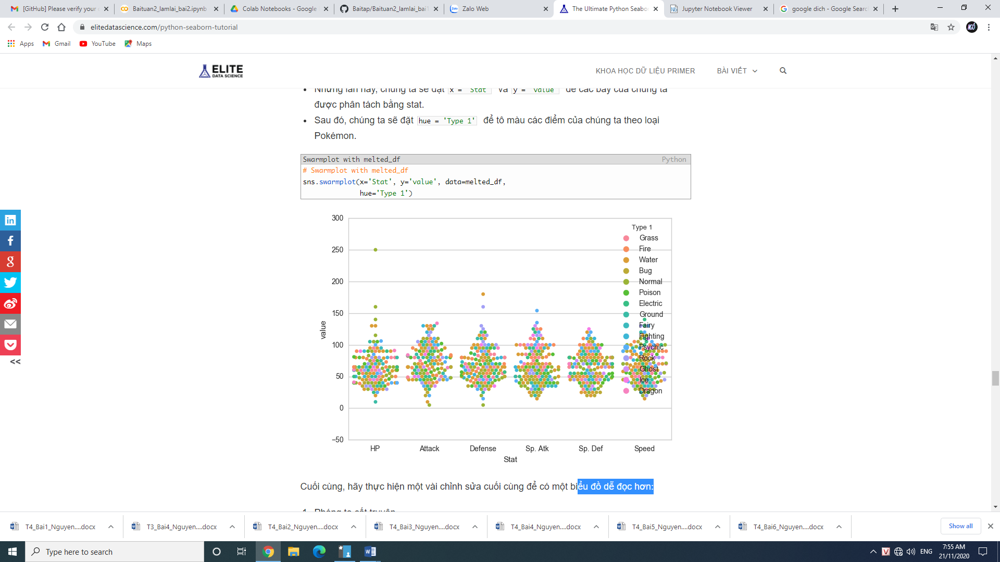 [GitHub] Please verify your
Baituan2_lamlai_bai2.ipynb
Colab Notebooks - Google
Baitap/Baituan2_lamlai_bai1
Zalo Web
The Ultimate Python Seabo
Jupyter Notebook Viewer
google dich - Google Searc
elitedatascience.com/python-seaborn-tutorial
Apps
Gmail
YouTube
Maps
ELITE
DATA SCIENCE
KHOA HỌC DỮ LIỆU PRIMER
BÀI VIẾT
Nhưng lần này, chúng ta sẽ đặt x = 'Stat' và y = 'value' để các bầy của chúng ta
được phân tách bằng stat.
Sau đó, chúng ta sẽ đặt hue = 'Type 1' để tô màu các điểm của chúng ta theo loại
Pokémon.
Swarmplot with melted_df
Python
# Swarmplot with melted_df
sns.swarmplot(x='Stat', y='value', data=melted_df,
hue='Type 1')
300
250
200
150
100
50
0
−50
value
Type 1
Grass
Fire
Water
Bug
Normal
Poison
Electric
Ground
Fairy
Fighting
Psychic
Rock
Ghost
Ice
Dragon
HP
Attack
Defense
Sp. Atk
Sp. Def
Speed
Stat
<<
Cuối cùng, hãy thực hiện một vài chỉnh sửa cuối cùng để có một biểu đồ dễ đọc hơn:
1. Phóng to cốt truyện
T4_Bai1_Nguyen....docx
T3_Bai4_Nguyen....docx
T4_Bai2_Nguyen....docx
T4_Bai3_Nguyen....docx
T4_Bai4_Nguyen....docx
T4_Bai5_Nguyen....docx
T4_Bai6_Nguyen....docx
Show all
Type here to search
ENG
7:55 AM
21/11/2020